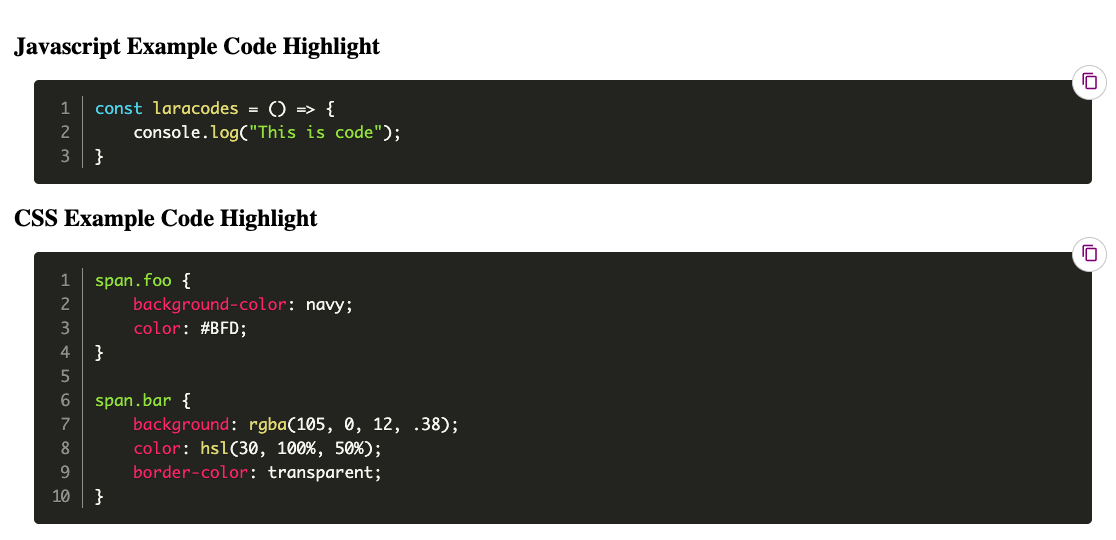 Javascript Example Code Highlight
1 const laracodes = () => {
2     console.log("This is code");
3 }
CSS Example Code Highlight
1 span.foo {
2     background-color: navy;
3     color: #BFD;
4 }
5
6 span.bar {
7     background: rgba(105, 0, 12, .38);
8     color: hsl(30, 100%, 50%);
9     border-color: transparent;
10 }